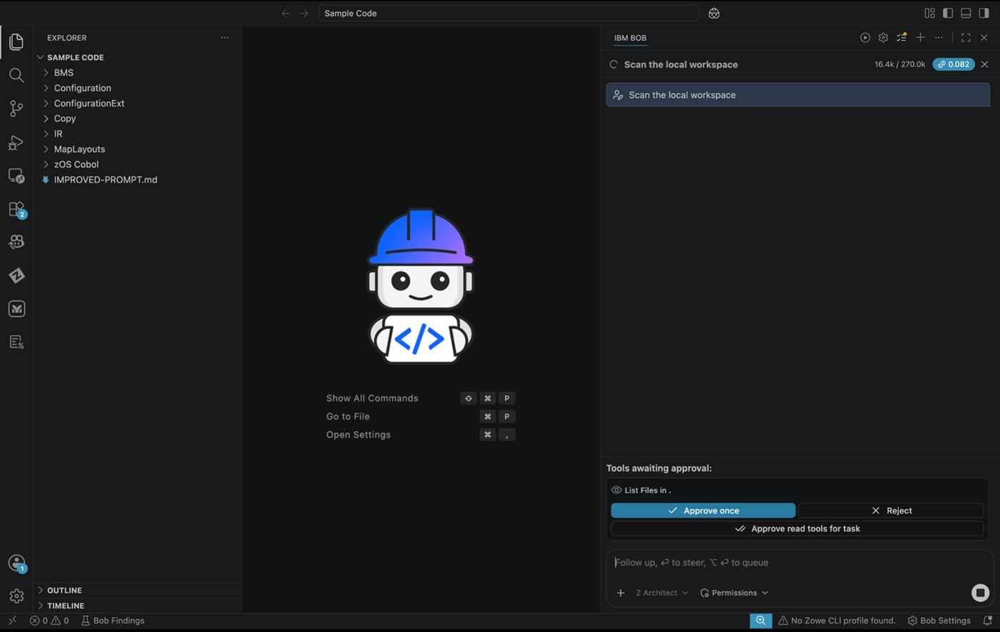 Sample Code
EXPLORER
SAMPLE CODE
BMS
Configuration
ConfigurationExt
Copy
IR
MapLayouts
zOS Cobol
IMPROVED-PROMPT.md
2
1
OUTLINE
TIMELINE
</>
Show All Commands ⇧ ⌘ P
Go to File ⌘ P
Open Settings ⌘ ,
IBM BOB
Scan the local workspace 16.4k / 270.0k 0.082
Scan the local workspace
Tools awaiting approval:
List Files in .
Approve once Reject
Approve read tools for task
Follow up, ⏎ to steer, ⌥ ⏎ to queue
Z Architect Permissions
0 0 Bob Findings No Zowe CLI profile found. Bob Settings